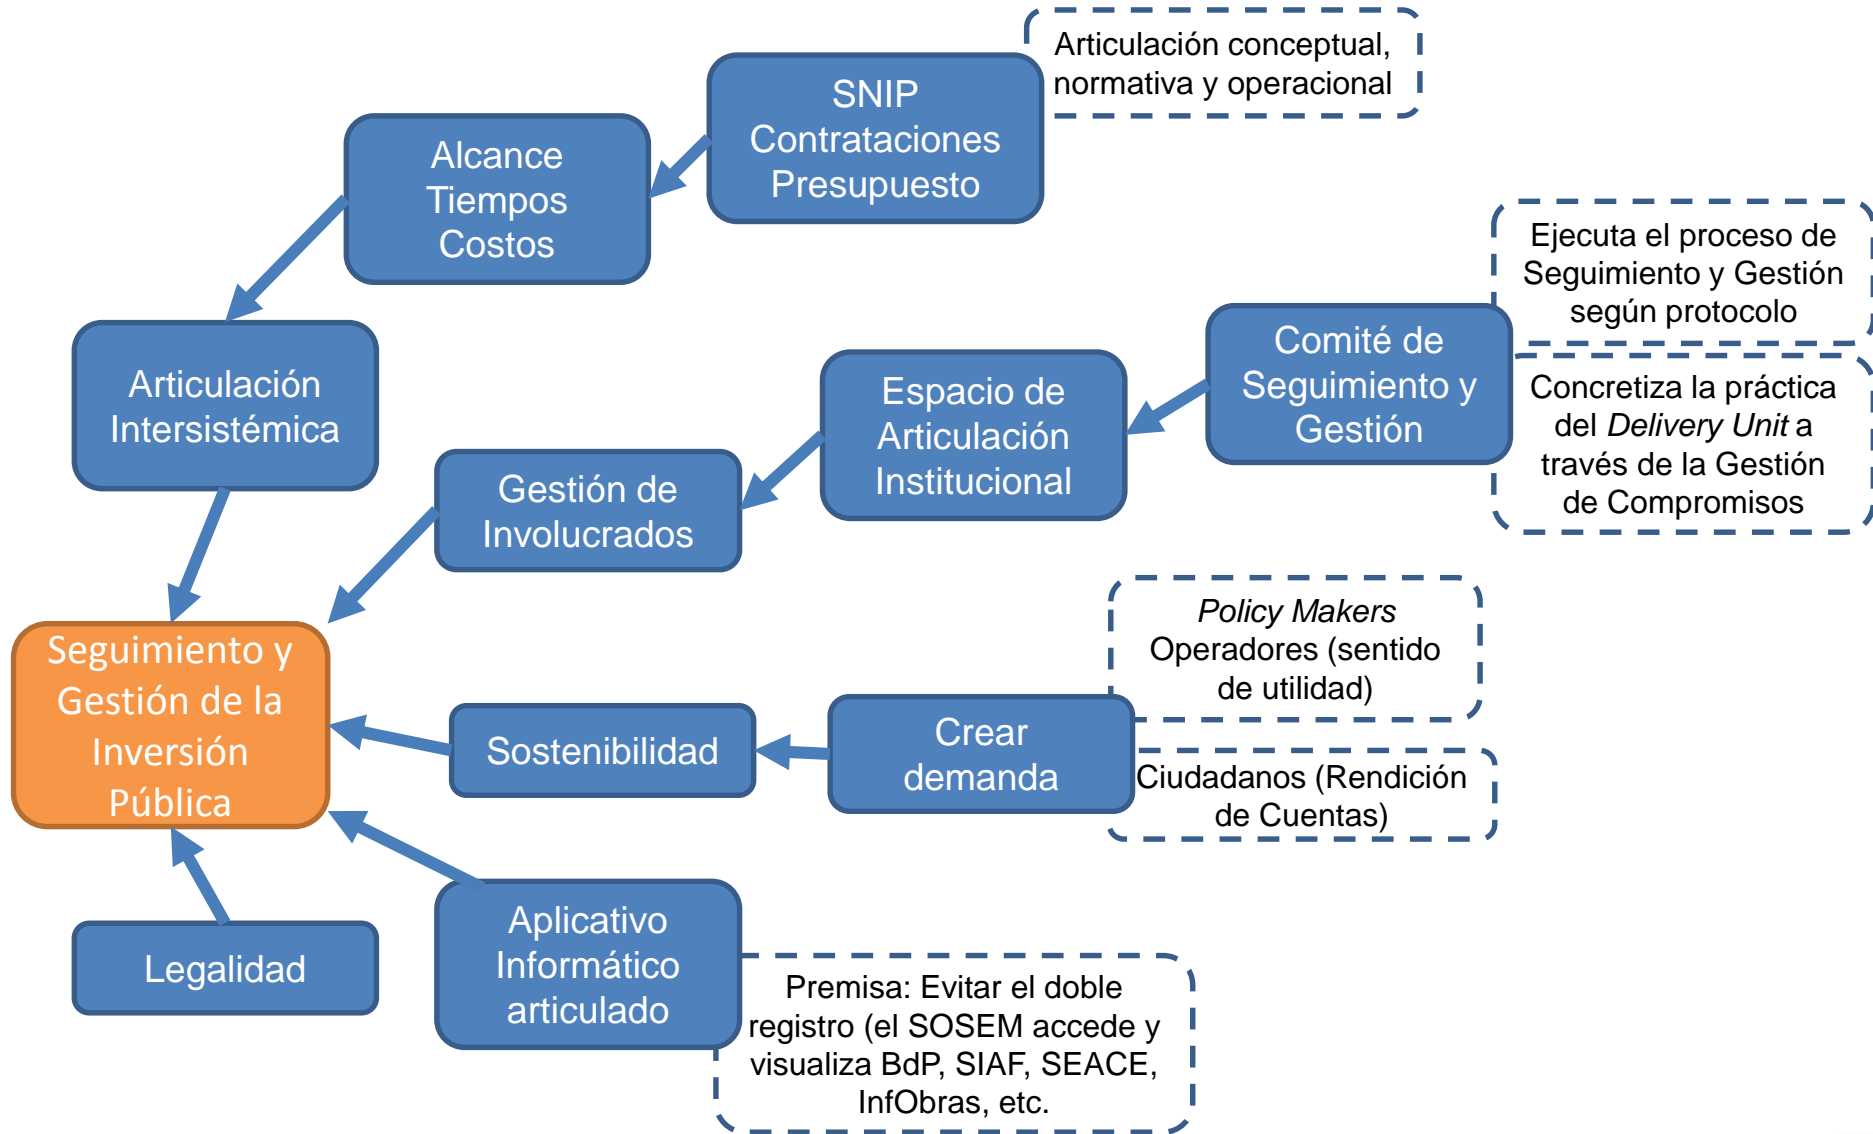 Articulación conceptual,
normativa y operacional
SNIP
Contrataciones
Presupuesto
Alcance
Tiempos
Costos
Articulación
Intersistémica
Ejecuta el proceso de
Seguimiento y Gestión
según protocolo
Comité de
Seguimiento y
Gestión
Concretiza la práctica
del Delivery Unit a
través de la Gestión
de Compromisos
Espacio de
Articulación
Institucional
Gestión de
Involucrados
Seguimiento y
Gestión de la
Inversión
Pública
Policy Makers
Operadores (sentido
de utilidad)
Crear
demanda
Sostenibilidad
Ciudadanos (Rendición
de Cuentas)
Legalidad
Aplicativo
Informático
articulado
Premisa: Evitar el doble
registro (el SOSEM accede y
visualiza BdP, SIAF, SEACE,
InfObras, etc.